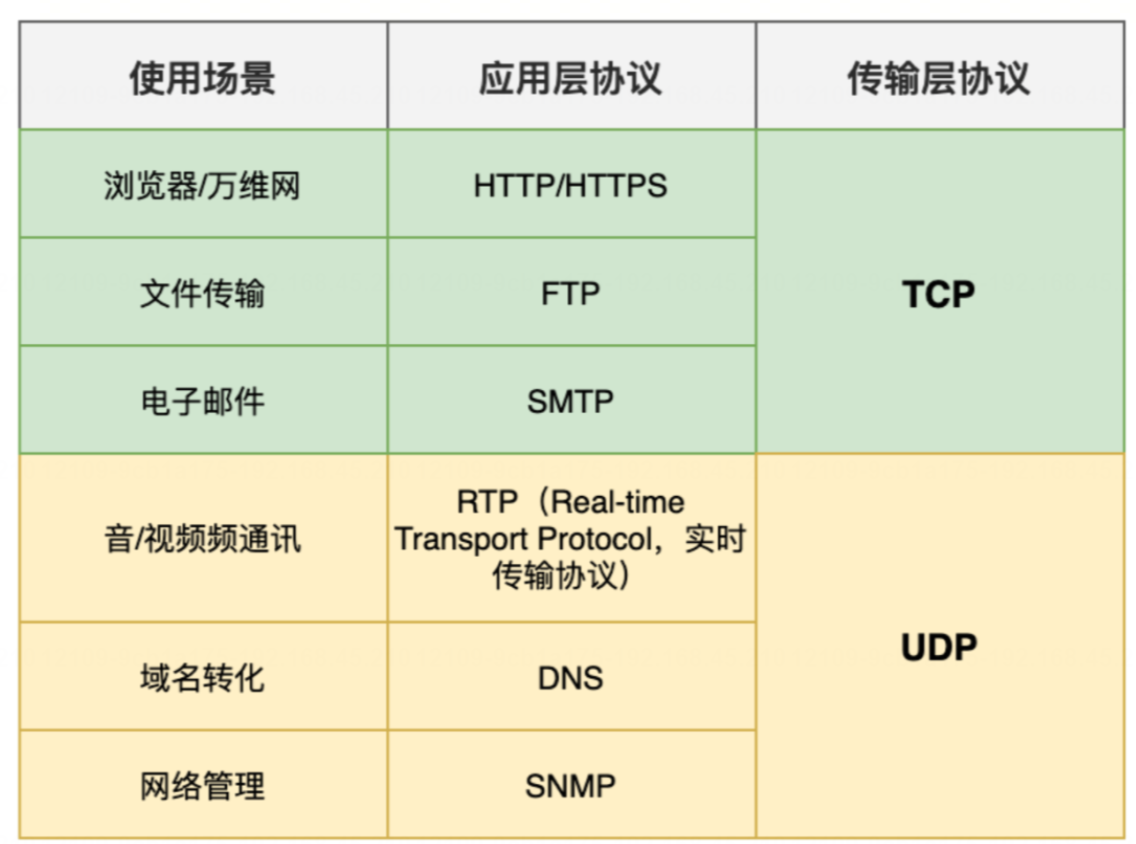 使用场景
应用层协议
传输层协议
浏览器/万维网
HTTP/HTTPS
TCP
文件传输
FTP
电子邮件
SMTP
音/视频频通讯
RTP（Real-time
Transport Protocol，实时
传输协议）
UDP
域名转化
DNS
网络管理
SNMP